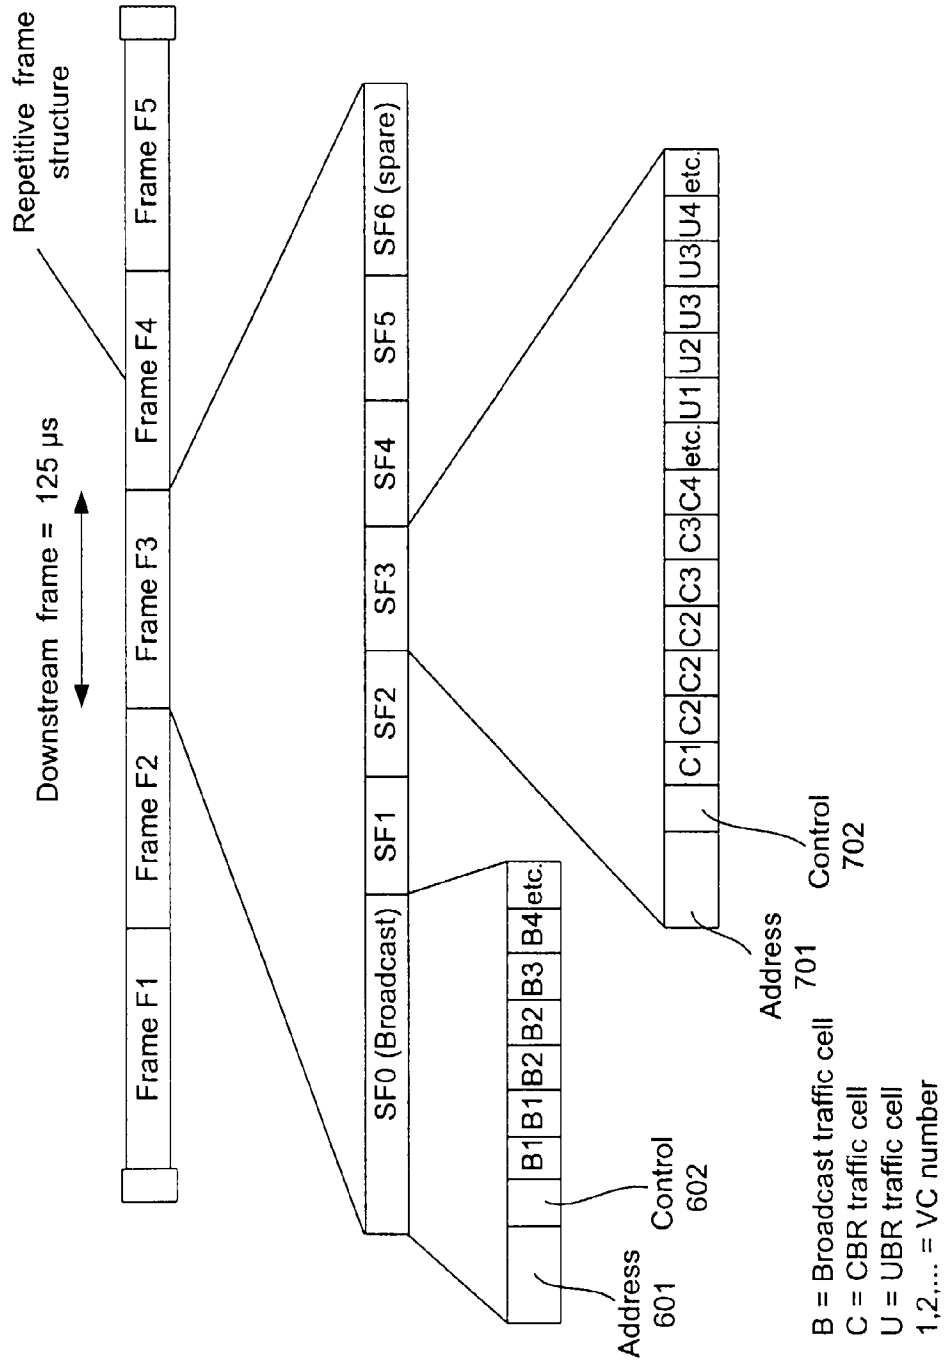 Repetitive frame
structure
Downstream frame = 125 µs
Frame F1
Frame F2
Frame F3
Frame F4
Frame F5
SF0 (Broadcast)
SF1
SF2
SF3
SF4
SF5
SF6 (spare)
B1 B1 B2 B2 B3 B4 etc.
Address
601
Control
602
C1 C2 C2 C2 C3 C3 C4 etc. U1 U2 U3 U3 U4 etc.
Address
701
Control
702
B = Broadcast traffic cell
C = CBR traffic cell
U = UBR traffic cell
1,2,... = VC number